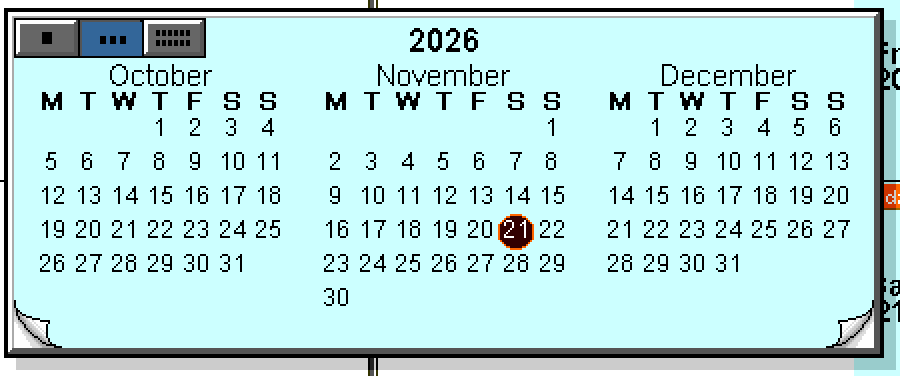 2026
October November December
M T W T F S S M T W T F S S M T W T F S S
1 2 3 4 1 1 2 3 4 5 6
5 6 7 8 9 10 11 2 3 4 5 6 7 8 7 8 9 10 11 12 13
12 13 14 15 16 17 18 9 10 11 12 13 14 15 14 15 16 17 18 19 20
19 20 21 22 23 24 25 16 17 18 19 20 21 22 21 22 23 24 25 26 27
26 27 28 29 30 31 23 24 25 26 27 28 29 28 29 30 31
30